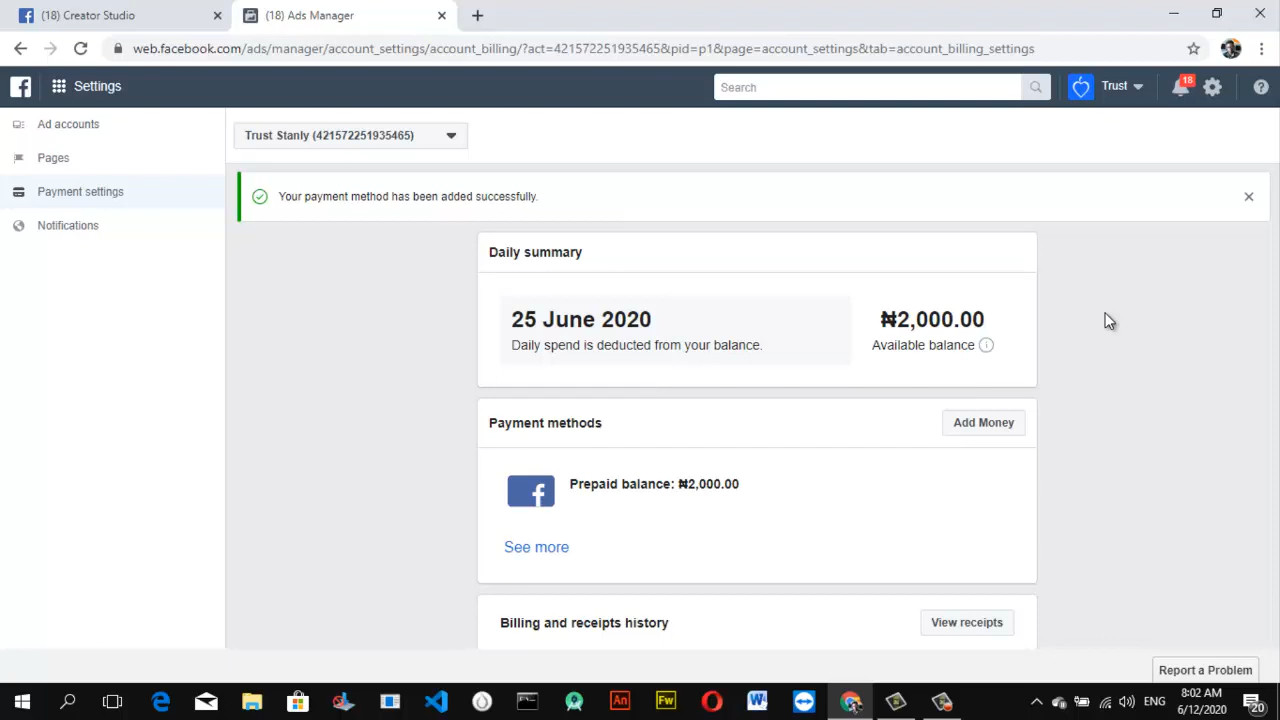 (18) Creator Studio
(18) Ads Manager
web.facebook.com/ads/manager/account_settings/account_billing/?act=421572251935465&pid=p1&page=account_settings&tab=account_billing_settings
Settings
Search
Trust
18
Ad accounts
Pages
Payment settings
Notifications
Trust Stanly (421572251935465)
Your payment method has been added successfully.
Daily summary
25 June 2020
Daily spend is deducted from your balance.
₦2,000.00
Available balance
Payment methods
Add Money
Prepaid balance: ₦2,000.00
See more
Billing and receipts history
View receipts
Report a Problem
An
Fw
W
ENG
8:02 AM
6/12/2020
20